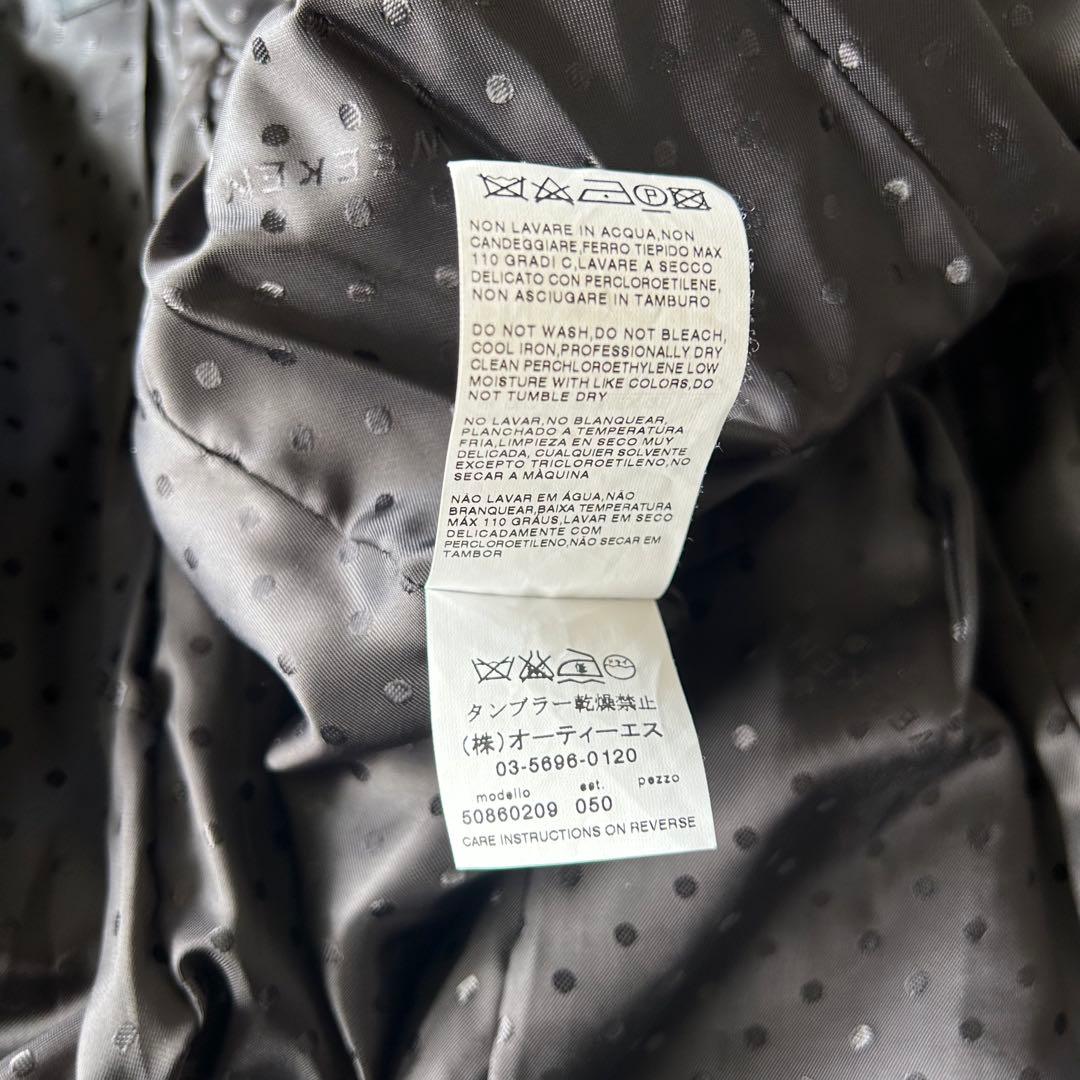 WEEKEN
NON LAVARE IN ACQUA,NON
CANDEGGIARE,FERRO TIEPIDO MAX
110 GRADI C,LAVARE A SECCO
DELICATO CON PERCLOROETILENE,
NON ASCIUGARE IN TAMBURO
DO NOT WASH,DO NOT BLEACH,
COOL IRON,PROFESSIONALLY DRY
CLEAN PERCHLOROETHYLENE LOW
MOISTURE WITH LIKE COLORS,DO
NOT TUMBLE DRY
NO LAVAR,NO BLANQUEAR,
PLANCHADO A TEMPERATURA
FRIA,LIMPIEZA EN SECO MUY
DELICADA, CUALQUIER SOLVENTE
EXCEPTO TRICLOROETILENO,NO
SECAR A MÀQUINA
NÃO LAVAR EM ÁGUA,NÃO
BRANQUEAR,BAIXA TEMPERATURA
MÁX 110 GRÁUS,LAVAR EM SECO
DELICADAMENTE COM
PERCLOROETILENO,NÃO SECAR EM
TAMBOR
タンブラー乾燥禁止
(株)オーティーエス
03-5696-0120
modello est. pezzo
50860209 050
CARE INSTRUCTIONS ON REVERSE